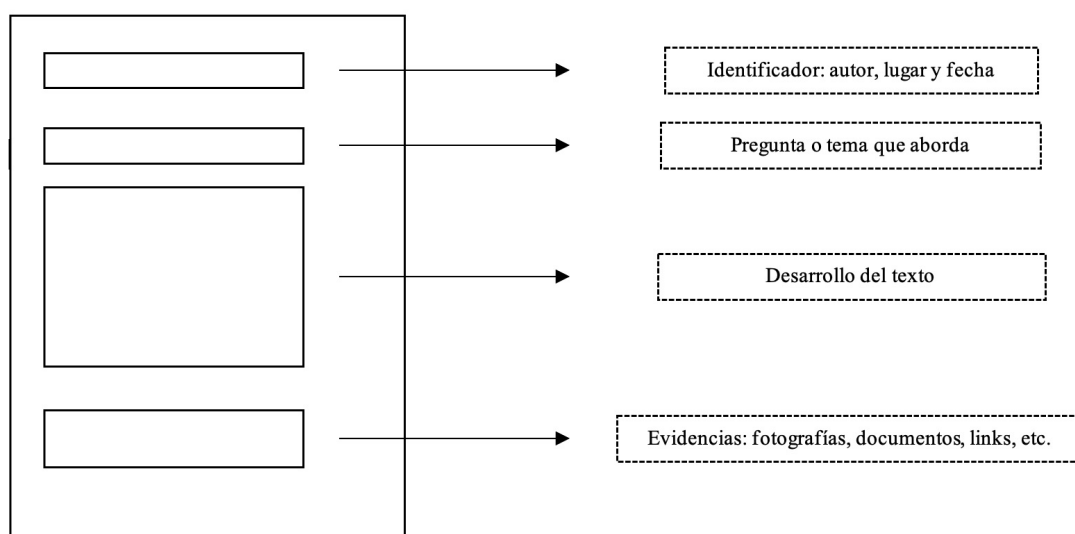 Identificador: autor, lugar y fecha
Pregunta o tema que aborda
Desarrollo del texto
Evidencias: fotografías, documentos, links, etc.